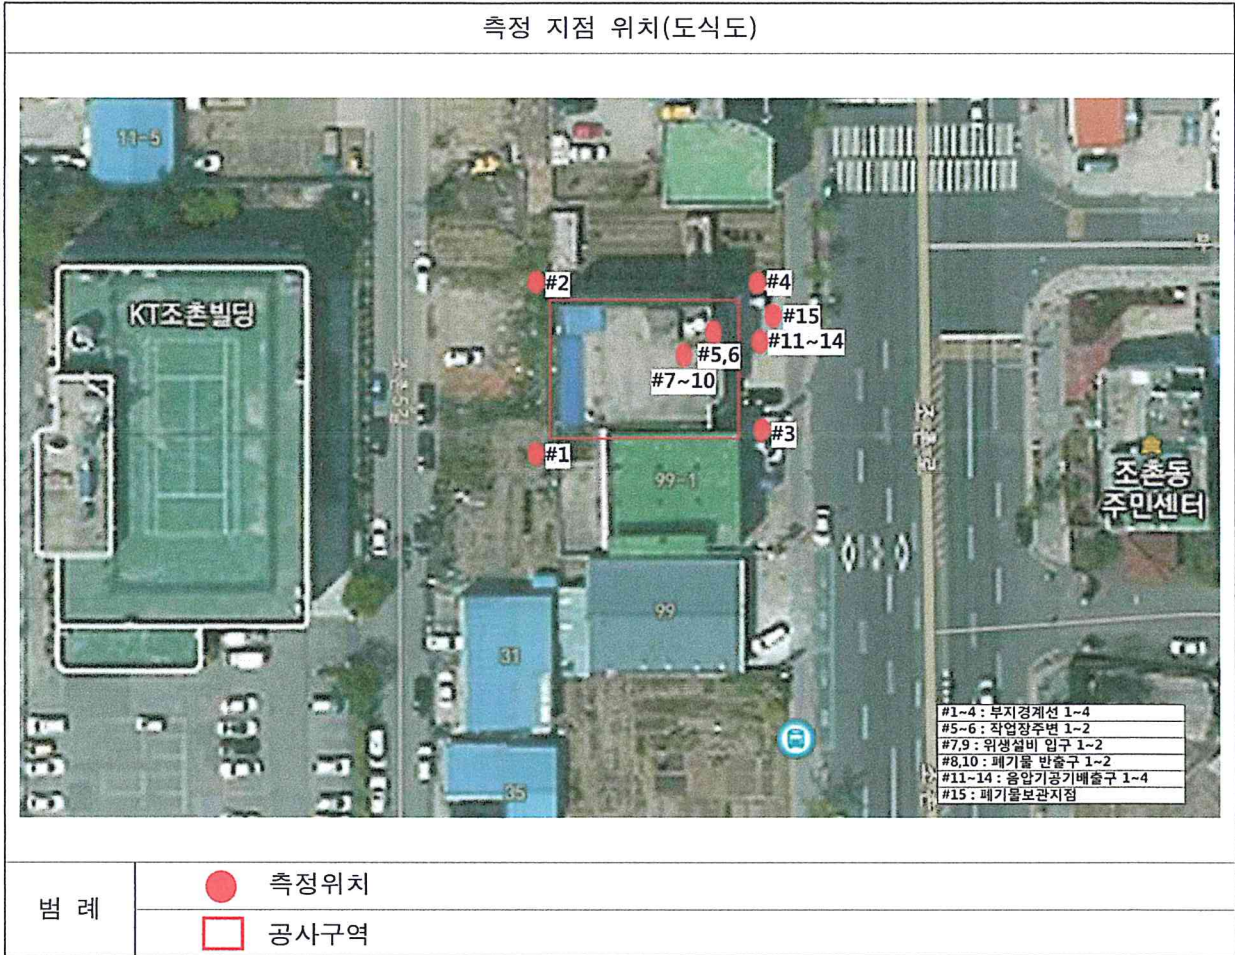 측정 지점 위치(도식도)
11-5
KT조촌빌딩
#2
#4
#15
#11~14
#5,6
#7~10
#3
#1
99-1
조촌로
조촌동
주민센터
99
31
35
#1~4 : 부지경계선 1~4
#5~6 : 작업장주변 1~2
#7,9 : 위생설비 입구 1~2
#8,10 : 폐기물 반출구 1~2
#11~14 : 음압기공기배출구 1~4
#15 : 폐기물보관지점
범 례
측정위치
공사구역